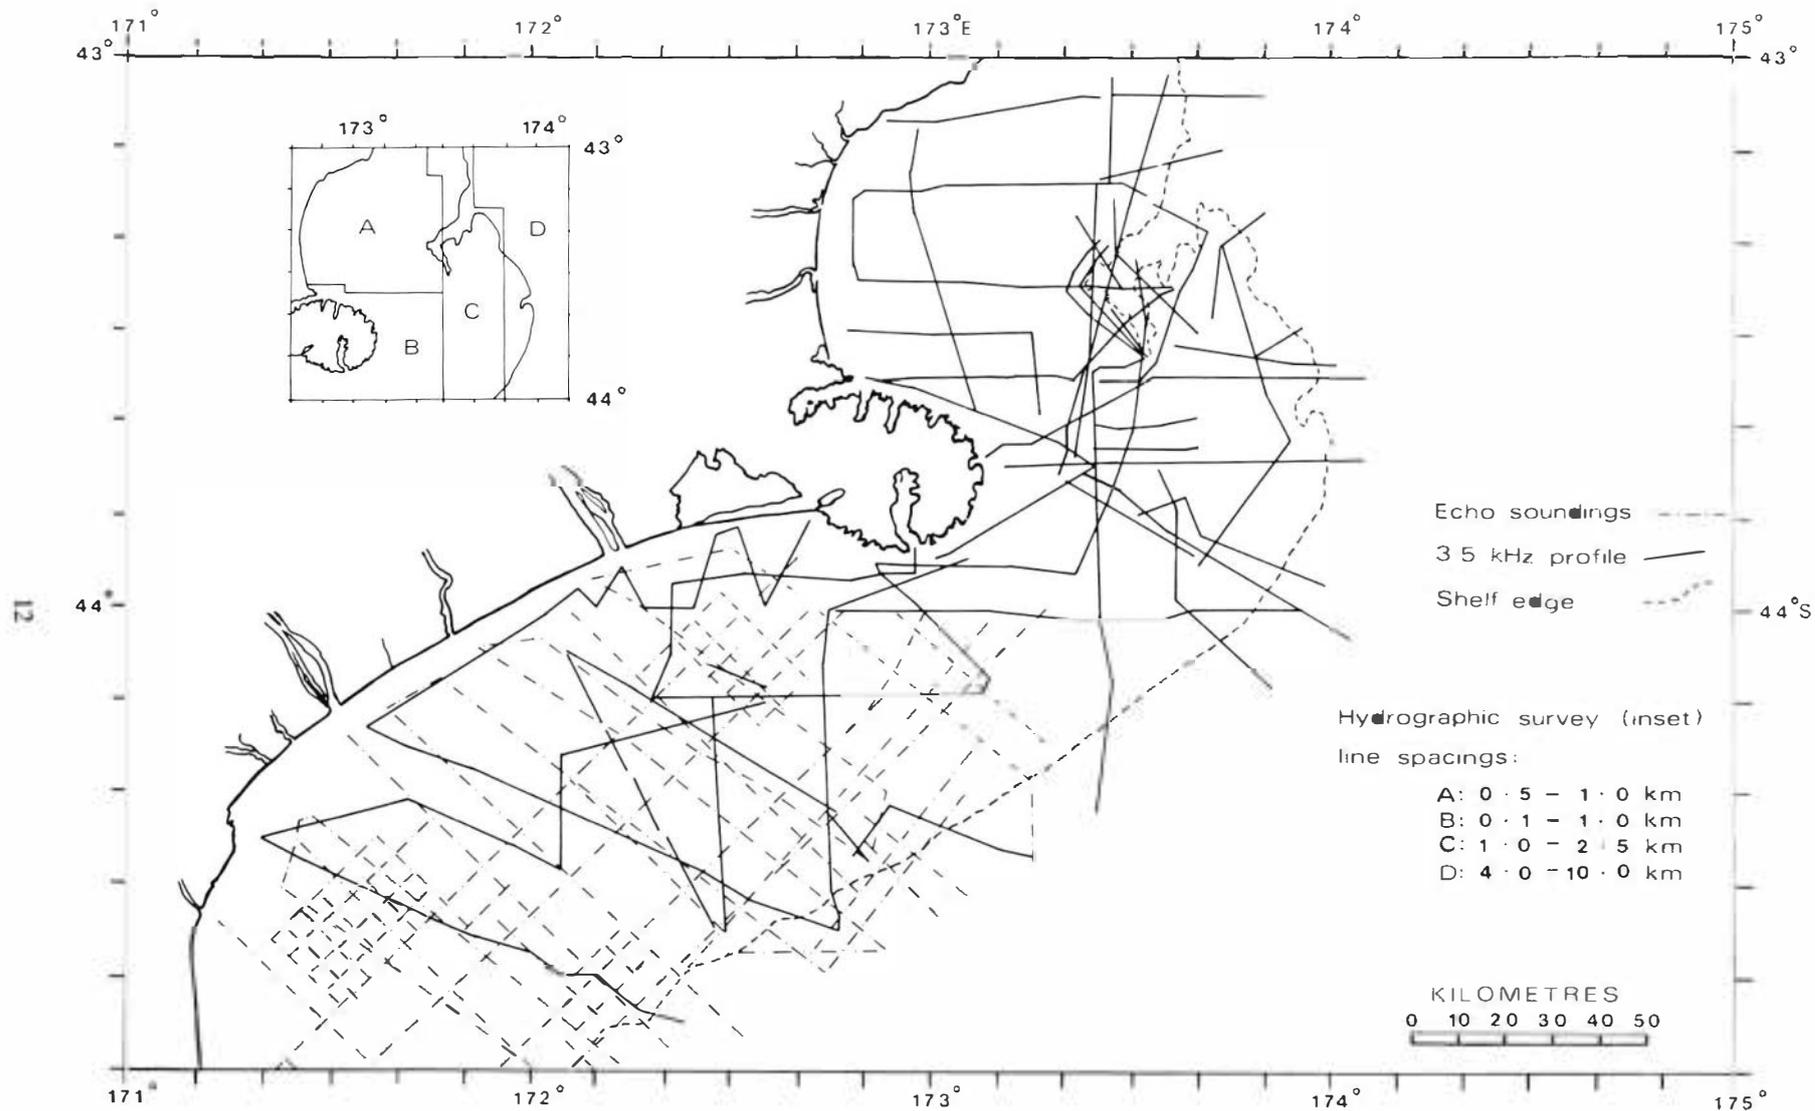 171° 172° 173°E 174° 175°
43° 43°
173° 174°
43°
A
D
C
B
44°
Echo soundings
3 5 kHz profile
Shelf edge
12
44° 44°S
Hydrographic survey (inset)
line spacings:
A: 0·5 – 1·0 km
B: 0·1 – 1·0 km
C: 1·0 – 2 5 km
D: 4·0 – 10·0 km
KILOMETRES
0 10 20 30 40 50
171° 172° 173° 174° 175°